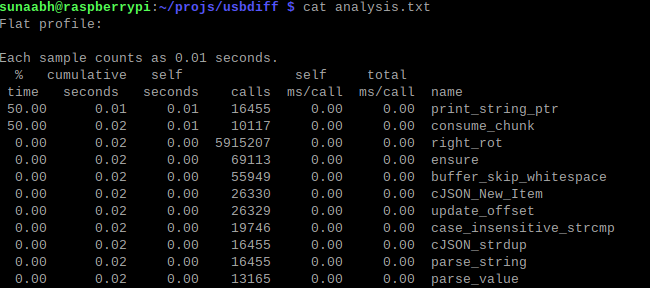 sunaabh@raspberrypi:~/projs/usbdiff $ cat analysis.txt
Flat profile:

Each sample counts as 0.01 seconds.
  %   cumulative   self              self     total
 time   seconds   seconds    calls  ms/call  ms/call  name
 50.00      0.01     0.01    16455     0.00     0.00  print_string_ptr
 50.00      0.02     0.01    10117     0.00     0.00  consume_chunk
  0.00      0.02     0.00  5915207     0.00     0.00  right_rot
  0.00      0.02     0.00    69113     0.00     0.00  ensure
  0.00      0.02     0.00    55949     0.00     0.00  buffer_skip_whitespace
  0.00      0.02     0.00    26330     0.00     0.00  cJSON_New_Item
  0.00      0.02     0.00    26329     0.00     0.00  update_offset
  0.00      0.02     0.00    19746     0.00     0.00  case_insensitive_strcmp
  0.00      0.02     0.00    16455     0.00     0.00  cJSON_strdup
  0.00      0.02     0.00    16455     0.00     0.00  parse_string
  0.00      0.02     0.00    13165     0.00     0.00  parse_value